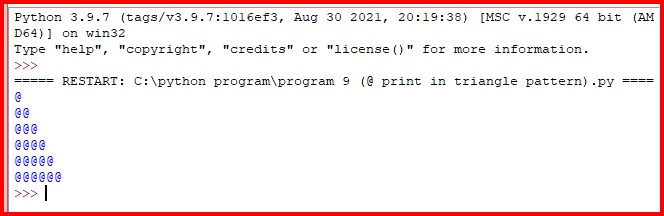 Python 3.9.7 (tags/v3.9.7:1016ef3, Aug 30 2021, 20:19:38) [MSC v.1929 64 bit (AM
D64)] on win32
Type "help", "copyright", "credits" or "license()" for more information.
>>>
===== RESTART: C:\python program\program 9 (@ print in triangle pattern).py ====
@
@@
@@@
@@@@
@@@@@
@@@@@@
>>>